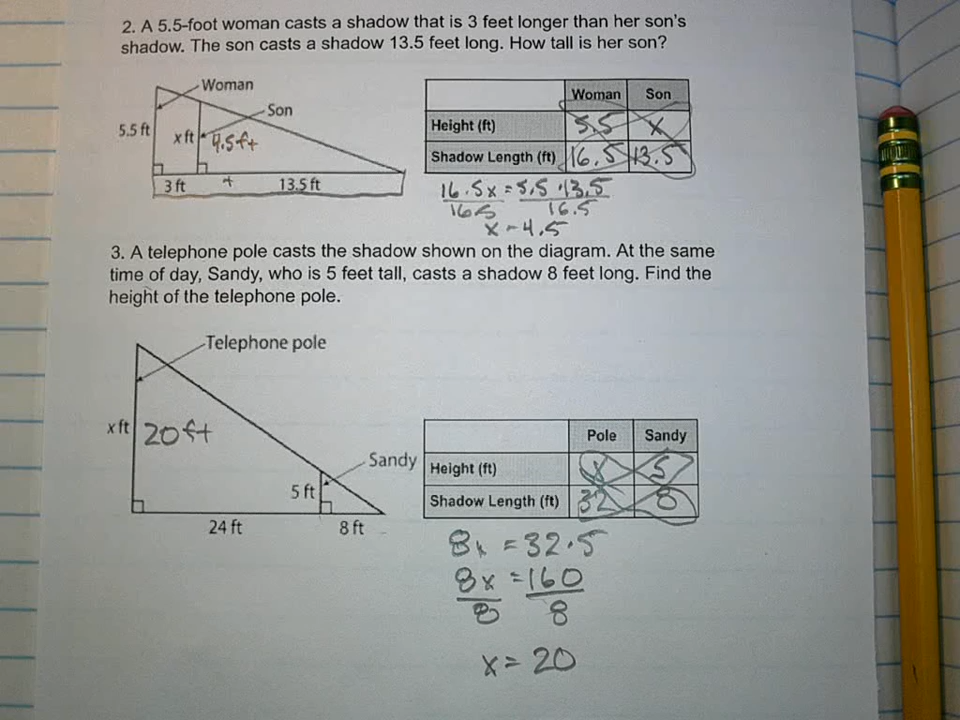 2. A 5.5-foot woman casts a shadow that is 3 feet longer than her son's
shadow. The son casts a shadow 13.5 feet long. How tall is her son?
Woman
Son
5.5 ft
x ft
4.5ft
3 ft
+
13.5 ft
Woman Son
Height (ft) 5.5 x
Shadow Length (ft) 16.5 13.5
16.5x = 5.5 · 13.5
16.5 16.5
x = 4.5
3. A telephone pole casts the shadow shown on the diagram. At the same
time of day, Sandy, who is 5 feet tall, casts a shadow 8 feet long. Find the
height of the telephone pole.
Telephone pole
x ft
20ft
Sandy
5 ft
24 ft
8 ft
Pole Sandy
Height (ft) x 5
Shadow Length (ft) 32 8
8x = 32·5
8x = 160
8 8
x = 20